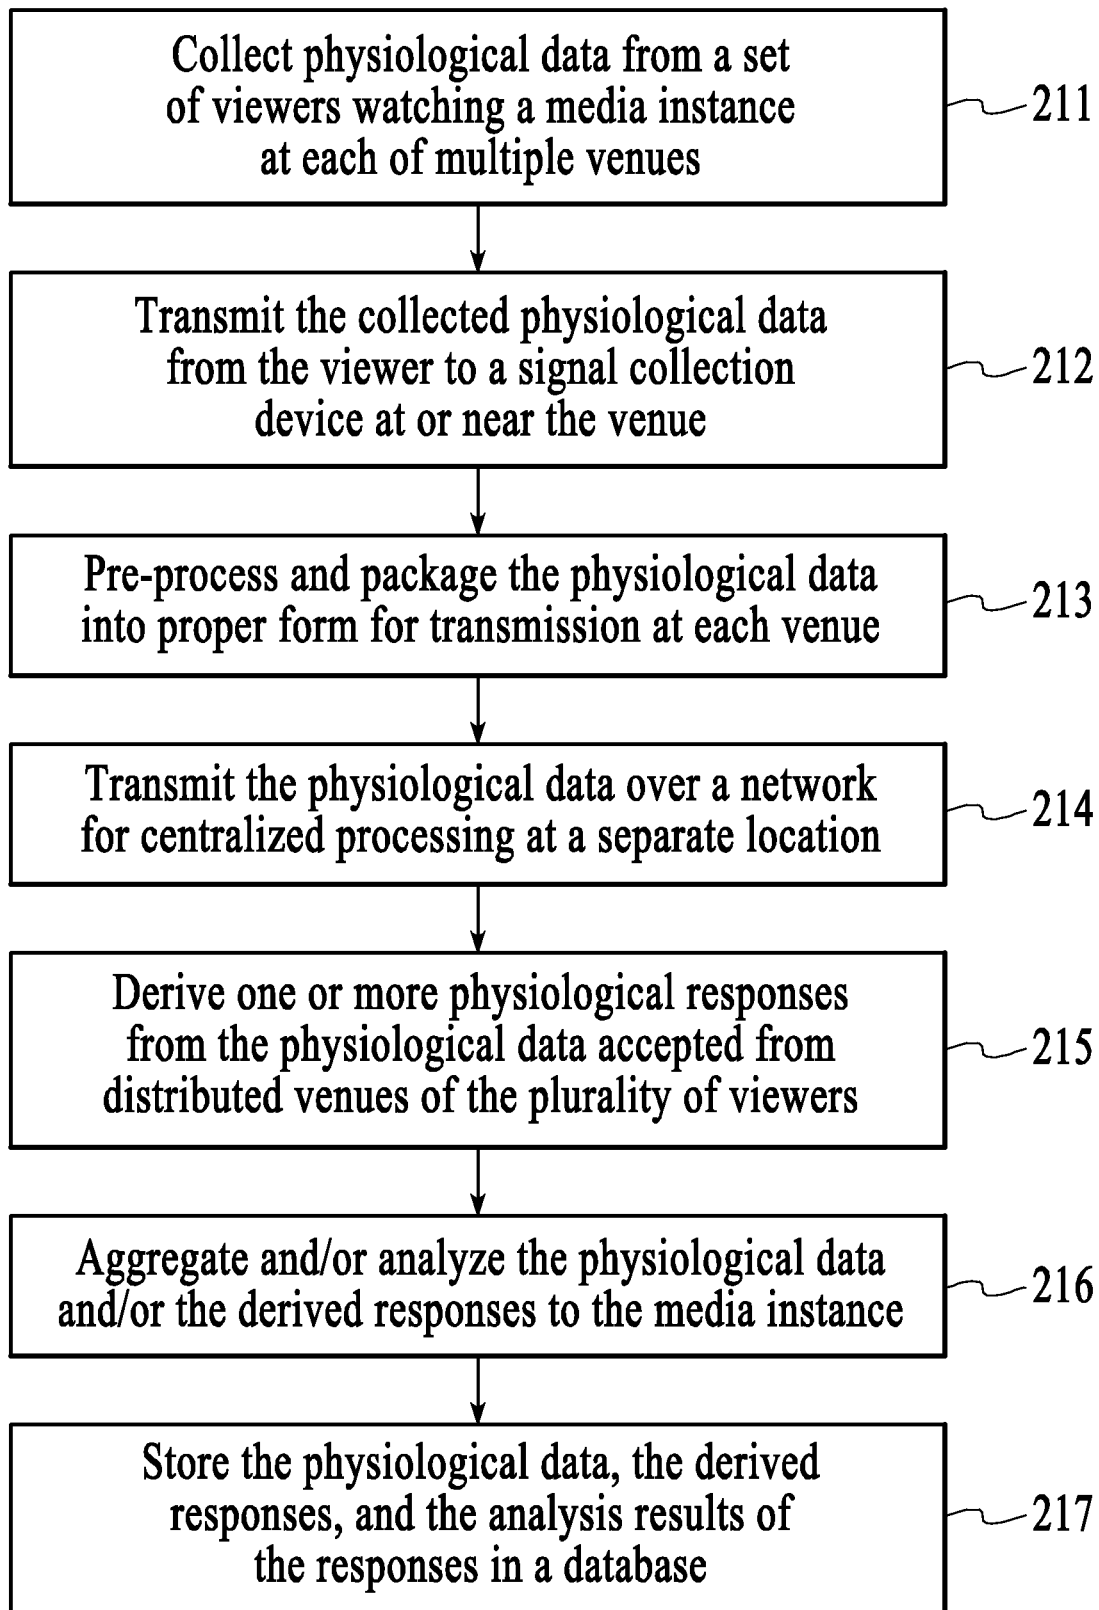 Collect physiological data from a set
of viewers watching a media instance
at each of multiple venues
211
Transmit the collected physiological data
from the viewer to a signal collection
device at or near the venue
212
Pre-process and package the physiological data
into proper form for transmission at each venue
213
Transmit the physiological data over a network
for centralized processing at a separate location
214
Derive one or more physiological responses
from the physiological data accepted from
distributed venues of the plurality of viewers
215
Aggregate and/or analyze the physiological data
and/or the derived responses to the media instance
216
Store the physiological data, the derived
responses, and the analysis results of
the responses in a database
217